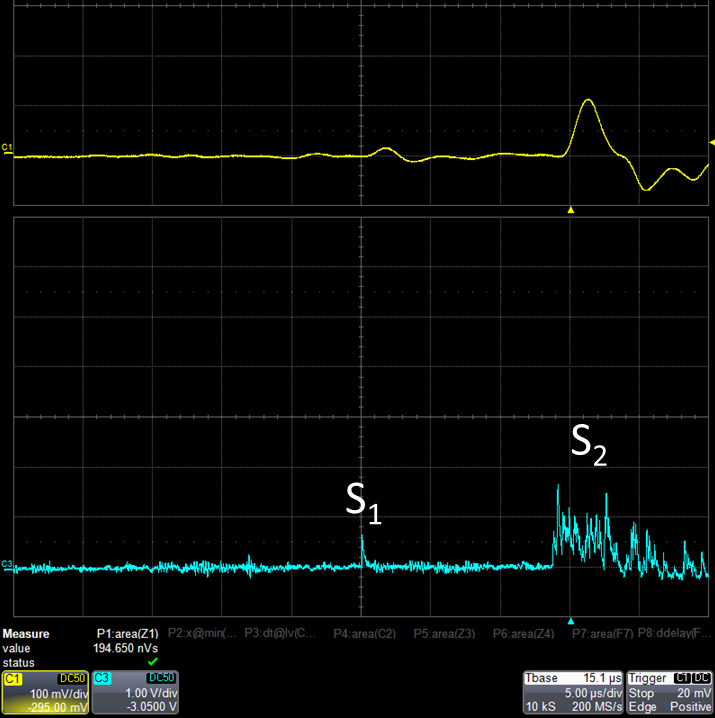 C1
S2
S1
C3
Measure P1:area(Z1) P2:x@min(... P3:dt@lv(C... P4:area(C2) P5:area(Z3) P6:area(Z4) P7:area(F7) P8:ddelay(F...
value 194.650 nVs
status
C1 DC50 C3 DC50 Tbase 15.1 µs Trigger C1 DC
100 mV/div 1.00 V/div 5.00 µs/div Stop 20 mV
-295.00 mV -3.0500 V 10 kS 200 MS/s Edge Positive